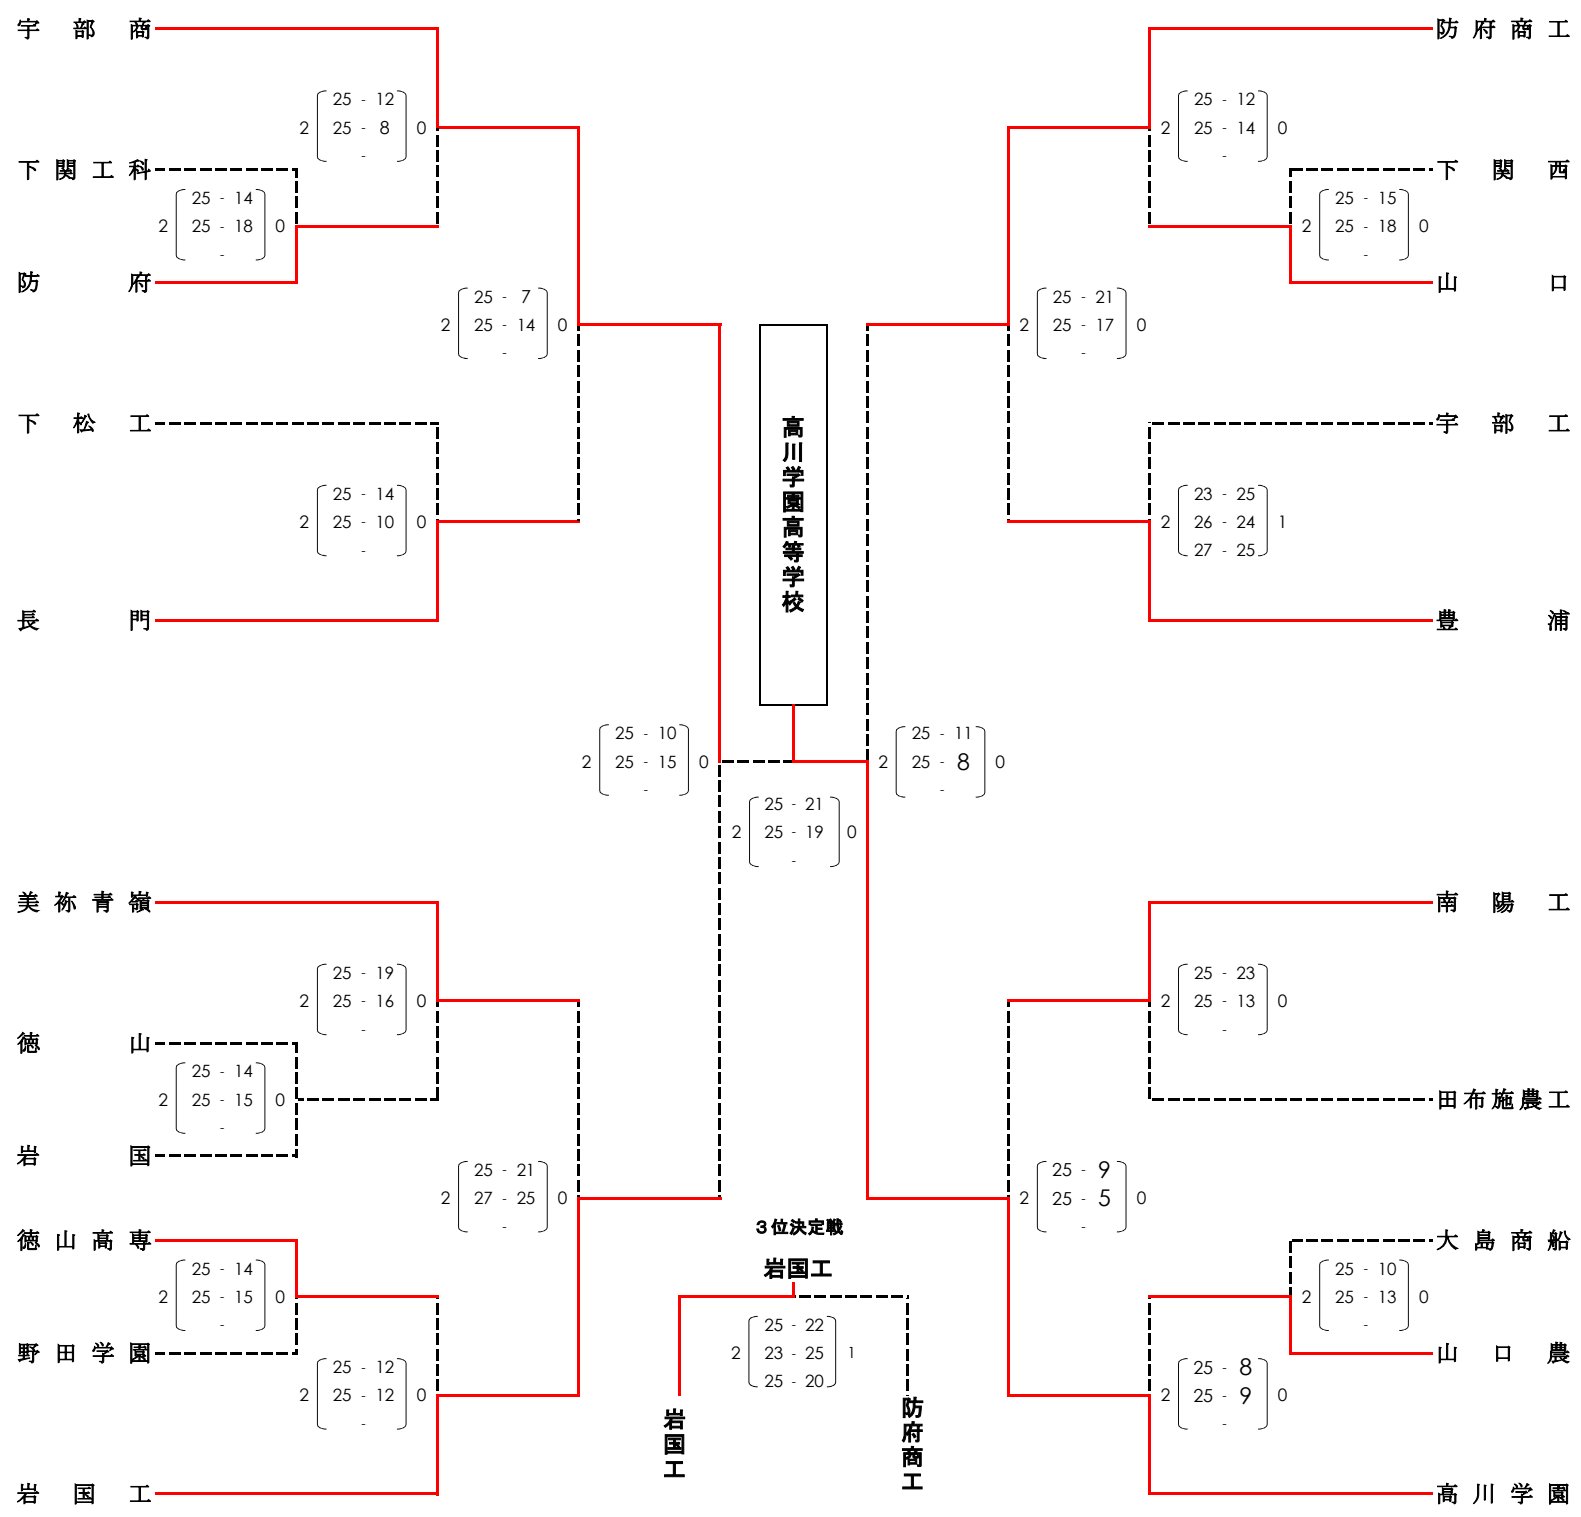 宇部商
25 - 12
2 25 - 8 0
-
下関工科
25 - 14
2 25 - 18 0
-
防府
25 - 7
2 25 - 14 0
-
下松工
25 - 14
2 25 - 10 0
-
長門
25 - 10
2 25 - 15 0
-
美祢青嶺
25 - 19
2 25 - 16 0
-
徳山
25 - 14
2 25 - 15 0
-
岩国
25 - 21
2 27 - 25 0
-
徳山高専
25 - 14
2 25 - 15 0
-
野田学園
25 - 12
2 25 - 12 0
-
岩国工
高川学園高等学校
25 - 21
2 25 - 19 0
-
3位決定戦
岩国工
25 - 22
2 23 - 25 1
25 - 20
岩国工
防府商工
防府商工
25 - 12
2 25 - 14 0
-
下関西
25 - 15
2 25 - 18 0
-
山口
25 - 21
2 25 - 17 0
-
宇部工
23 - 25
2 26 - 24 1
27 - 25
豊浦
25 - 11
2 25 - 8 0
-
南陽工
25 - 23
2 25 - 13 0
-
田布施農工
25 - 9
2 25 - 5 0
-
大島商船
25 - 10
2 25 - 13 0
-
山口農
25 - 8
2 25 - 9 0
-
高川学園